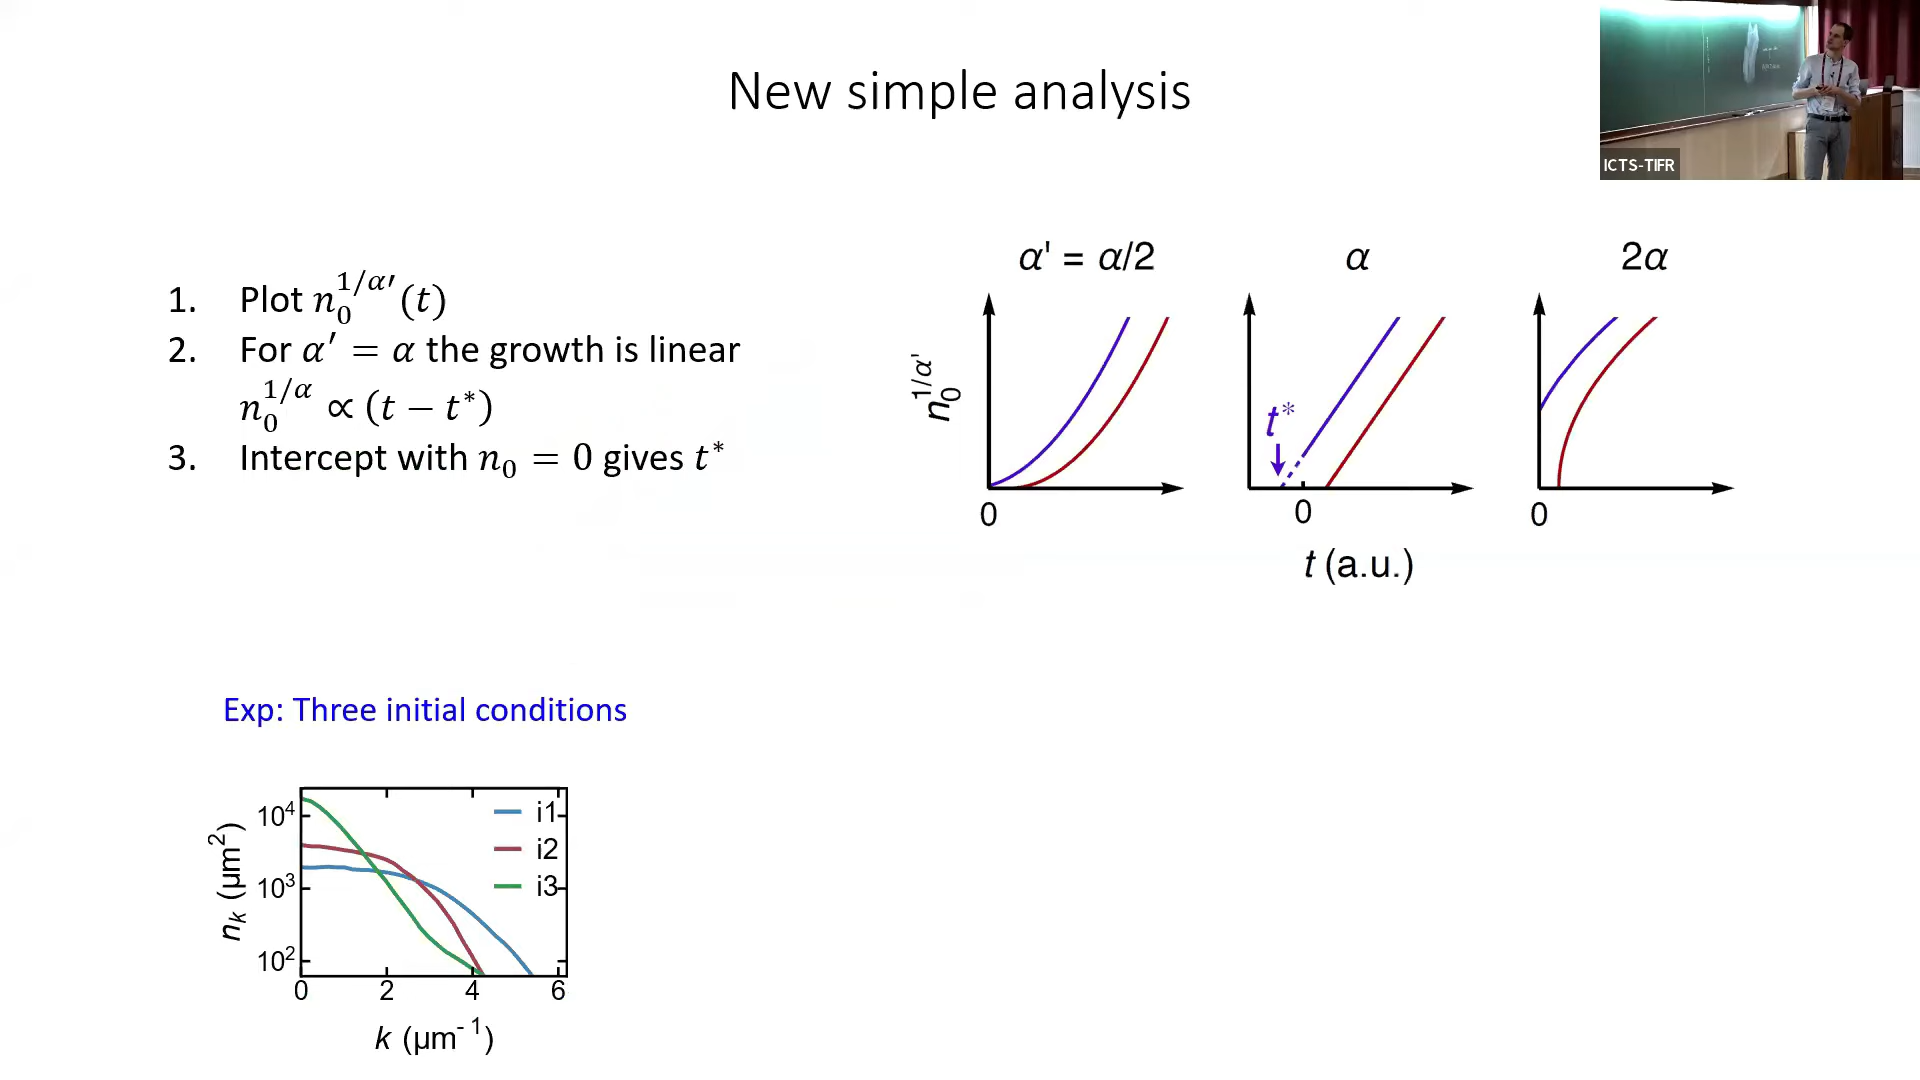 New simple analysis
ICTS-TIFR
1. Plot n₀^{1/α′}(t)
2. For α′ = α the growth is linear
n₀^{1/α} ∝ (t − t*)
3. Intercept with n₀ = 0 gives t*
α' = α/2
α
2α
n₀^{1/α'}
t*
0
0
0
t (a.u.)
Exp: Three initial conditions
10⁴
10³
10²
n_k (μm²)
i1
i2
i3
0 2 4 6
k (μm⁻¹)